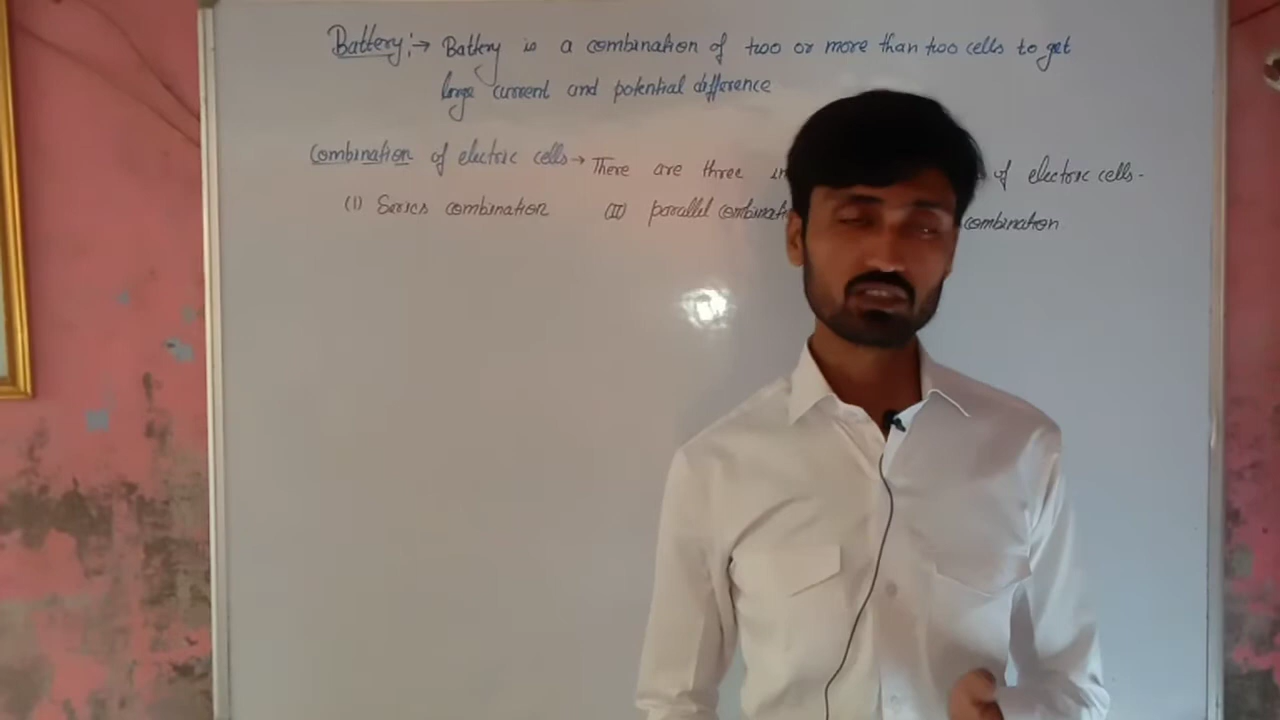 Battery :→ Battery is a combination of two or more than two cells to get
large current and potential difference
Combination of electric cells → There are three of electric cells-
(I) Series combination (II) parallel combination